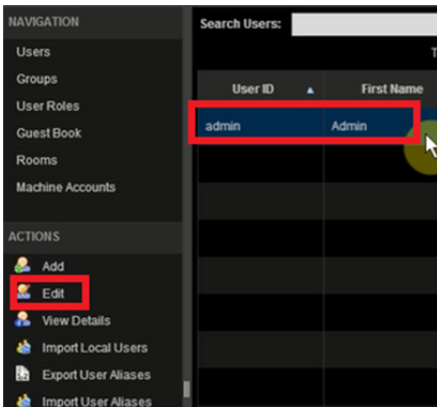 NAVIGATION
Users
Groups
User Roles
Guest Book
Rooms
Machine Accounts
ACTIONS
Add
Edit
View Details
Import Local Users
Export User Aliases
Import User Aliases
Search Users:
T
User ID First Name
admin Admin